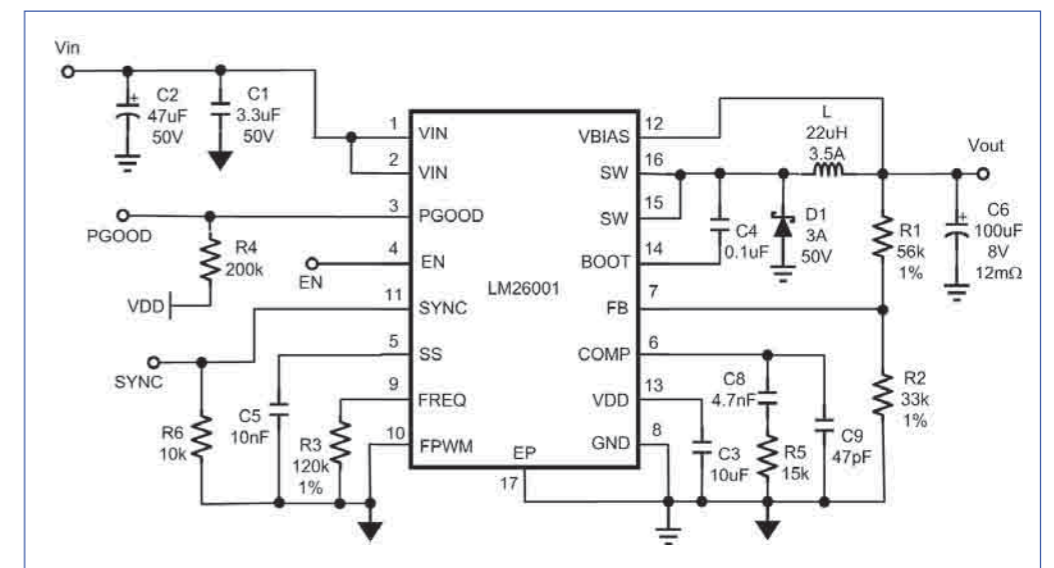 Vin
C2
47uF
50V
C1
3.3uF
50V
1
VIN
2
VIN
3
PGOOD
PGOOD
R4
200k
VDD
4
EN
EN
11
SYNC
SYNC
5
SS
C5
10nF
9
FREQ
R6
10k
R3
120k
1%
10
FPWM
EP
17
LM26001
VBIAS
12
SW
16
SW
15
BOOT
14
C4
0.1uF
D1
3A
50V
L
22uH
3.5A
Vout
R1
56k
1%
C6
100uF
8V
12mΩ
FB
7
COMP
6
C8
4.7nF
VDD
13
R2
33k
1%
GND
8
C3
10uF
R5
15k
C9
47pF